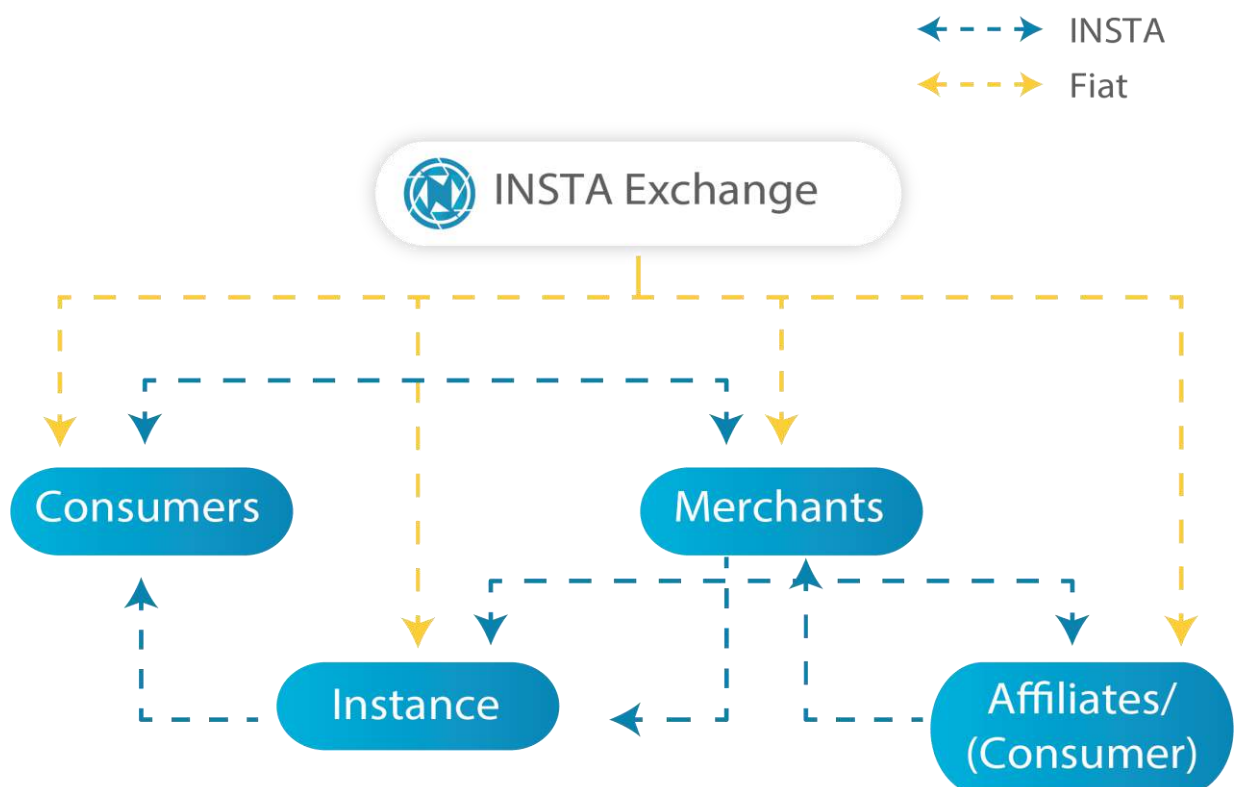 INSTA
Fiat
INSTA Exchange
Consumers
Merchants
Instance
Affiliates/
(Consumer)